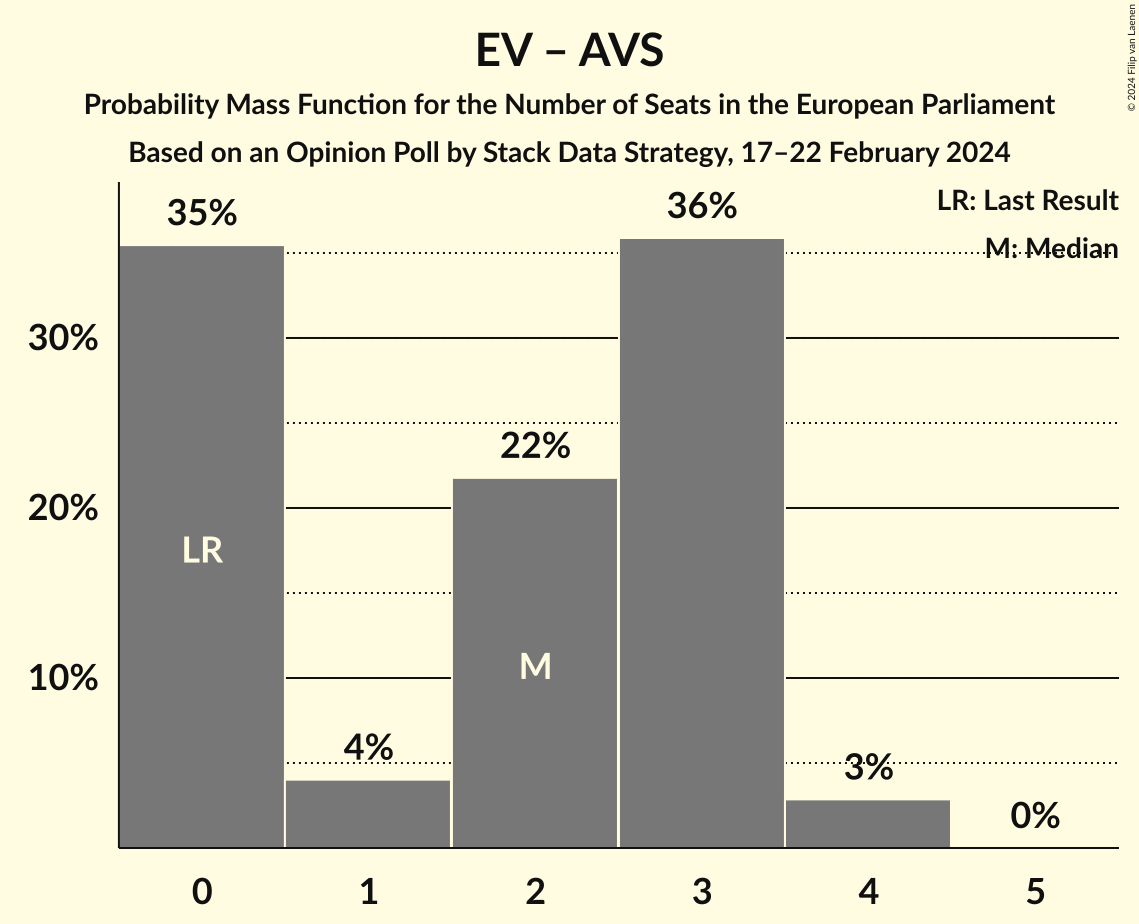 EV – AVS
Probability Mass Function for the Number of Seats in the European Parliament
Based on an Opinion Poll by Stack Data Strategy, 17–22 February 2024
© 2024 Filip van Laenen
LR: Last Result
M: Median
35%
4%
22%
36%
3%
0%
30%
20%
10%
LR
M
0 1 2 3 4 5